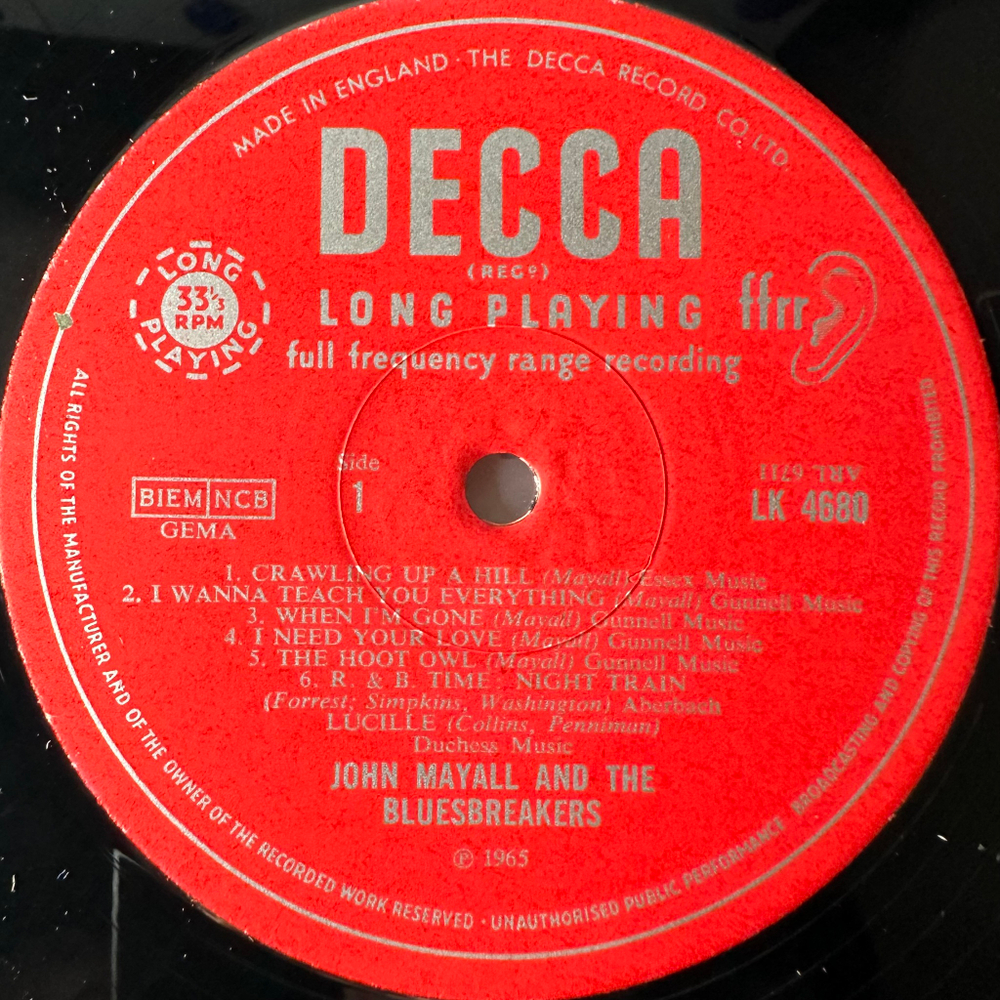 MADE IN ENGLAND · THE DECCA RECORD CO. LTD.
DECCA
(REGD)
LONG PLAYING
full frequency range recording
LONG
33⅓
RPM
PLAYING
ffrr
BIEM NCB
GEMA
Side
1
ARL 6711
LK 4680
1. CRAWLING UP A HILL (Mayall) Essex Music
2. I WANNA TEACH YOU EVERYTHING (Mayall) Gunnell Music
3. WHEN I'M GONE (Mayall) Gunnell Music
4. I NEED YOUR LOVE (Mayall) Gunnell Music
5. THE HOOT OWL (Mayall) Gunnell Music
6. R. & B. TIME: NIGHT TRAIN
(Forrest; Simpkins, Washington) Aberbach
LUCILLE (Collins, Penniman)
Duchess Music
JOHN MAYALL AND THE
BLUESBREAKERS
℗ 1965
ALL RIGHTS OF THE MANUFACTURER AND OF THE OWNER OF THE RECORDED WORK RESERVED · UNAUTHORISED PUBLIC PERFORMANCE BROADCASTING AND COPYING OF THIS RECORD PROHIBITED